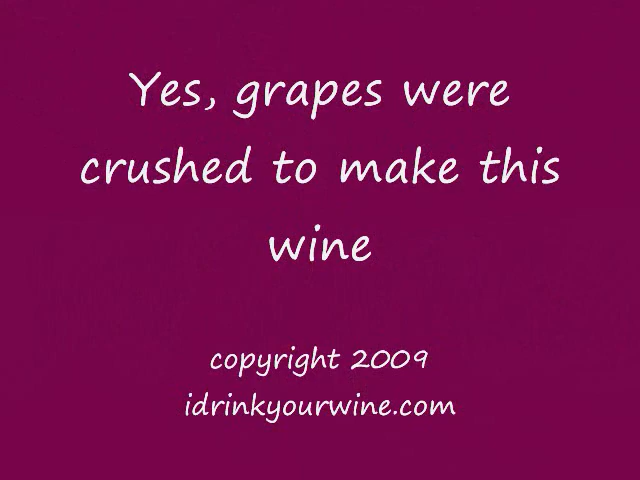 Yes, grapes were
crushed to make this
wine
copyright 2009
idrinkyourwine.com